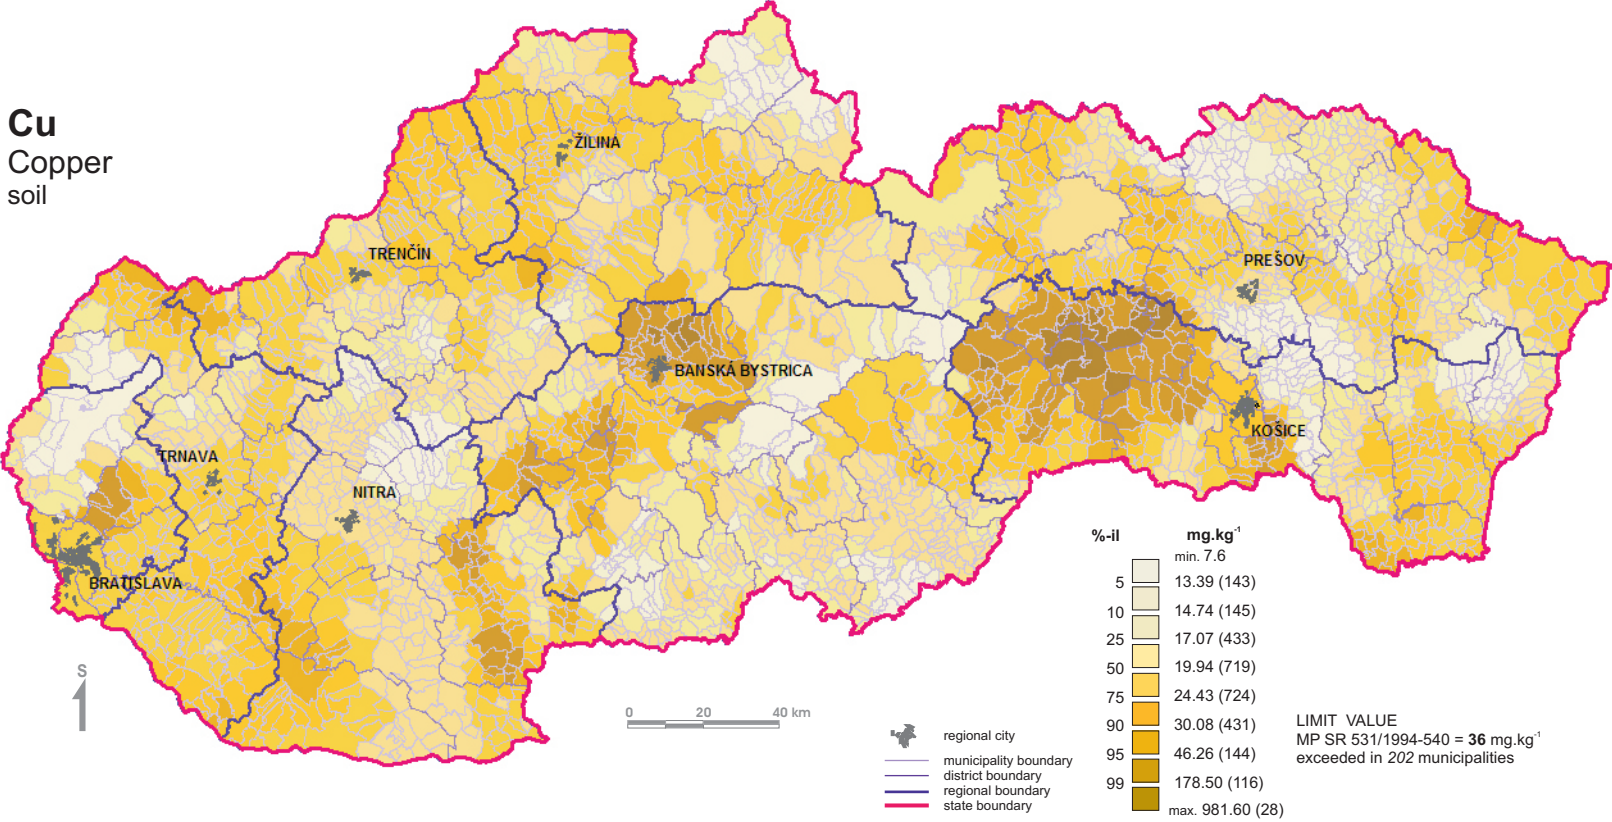 Cu
Copper
soil
ŽILINA
TRENČÍN
PREŠOV
BANSKÁ BYSTRICA
KOŠICE
TRNAVA
NITRA
BRATISLAVA
S
0 20 40 km
regional city
municipality boundary
district boundary
regional boundary
state boundary
%-il mg.kg⁻¹
min. 7.6
5 13.39 (143)
10 14.74 (145)
25 17.07 (433)
50 19.94 (719)
75 24.43 (724)
90 30.08 (431)
95 46.26 (144)
99 178.50 (116)
max. 981.60 (28)
LIMIT VALUE
MP SR 531/1994-540 = 36 mg.kg⁻¹
exceeded in 202 municipalities